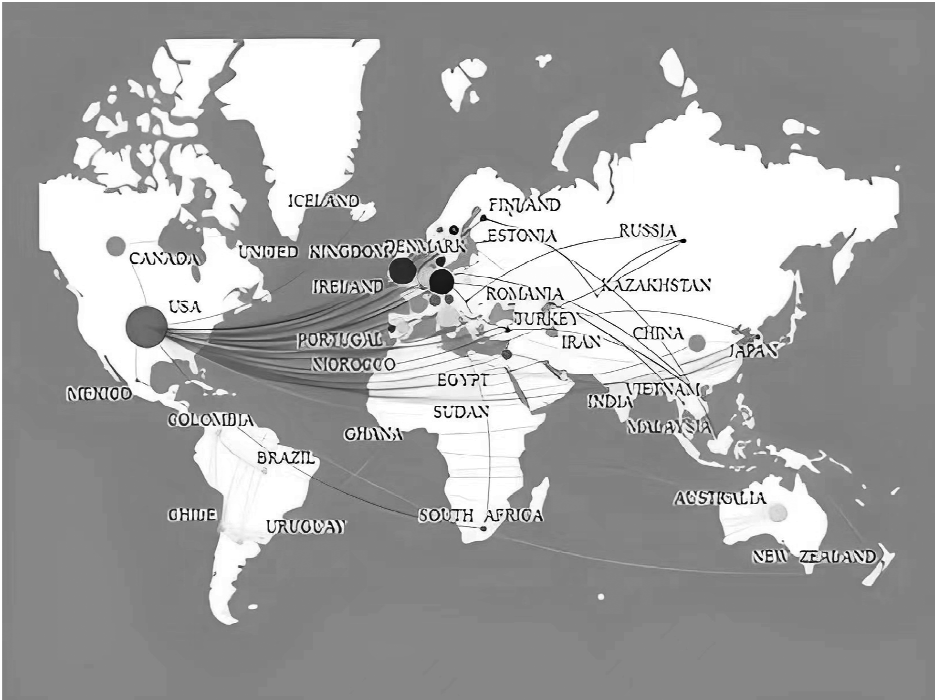 ICELAND
FINLAND
ESTONIA
RUSSIA
UNITED KINGDOM
DENMARK
CANADA
IRELAND
ROMANIA
KAZAKHSTAN
USA
TURKEY
CHINA
PORTUGAL
IRAN
JAPAN
MOROCCO
EGYPT
MEXICO
VIETNAM
INDIA
SUDAN
COLOMBIA
MALAYSIA
GHANA
BRAZIL
AUSTRALIA
CHILE
SOUTH AFRICA
URUGUAY
NEW ZEALAND